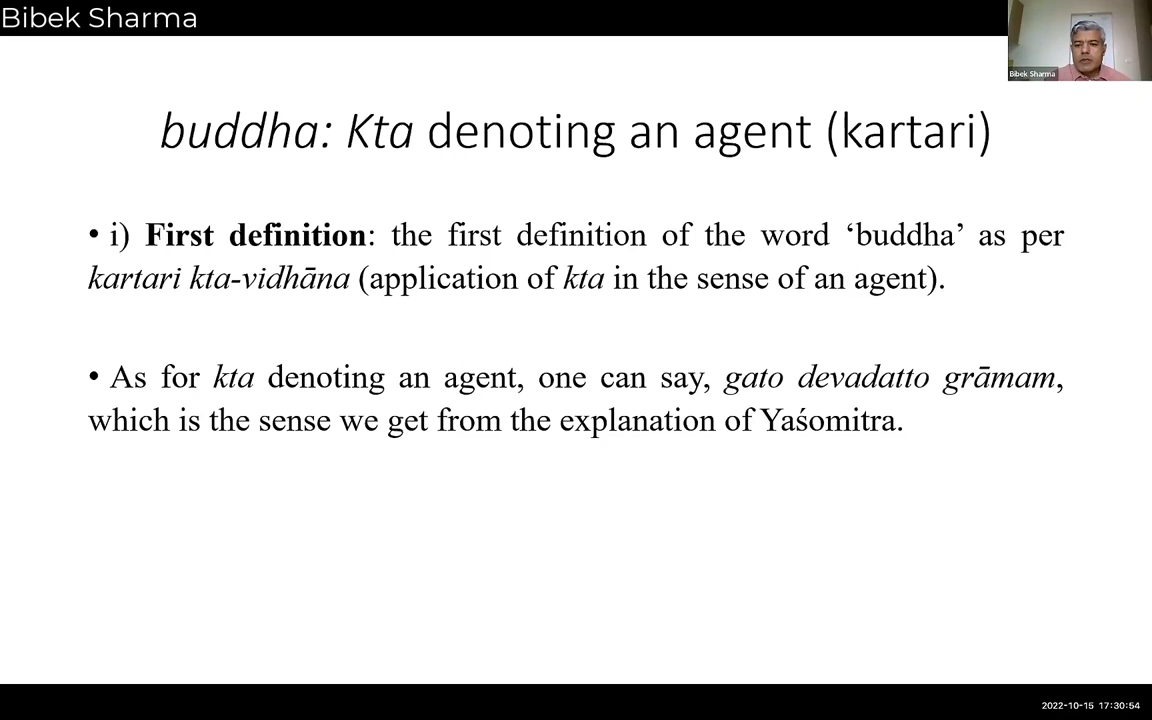 Bibek Sharma
Bibek Sharma
buddha: Kta denoting an agent (kartari)
• i) First definition: the first definition of the word ‘buddha’ as per
kartari kta-vidhāna (application of kta in the sense of an agent).
• As for kta denoting an agent, one can say, gato devadatto grāmam,
which is the sense we get from the explanation of Yaśomitra.
2022-10-15 17:30:54